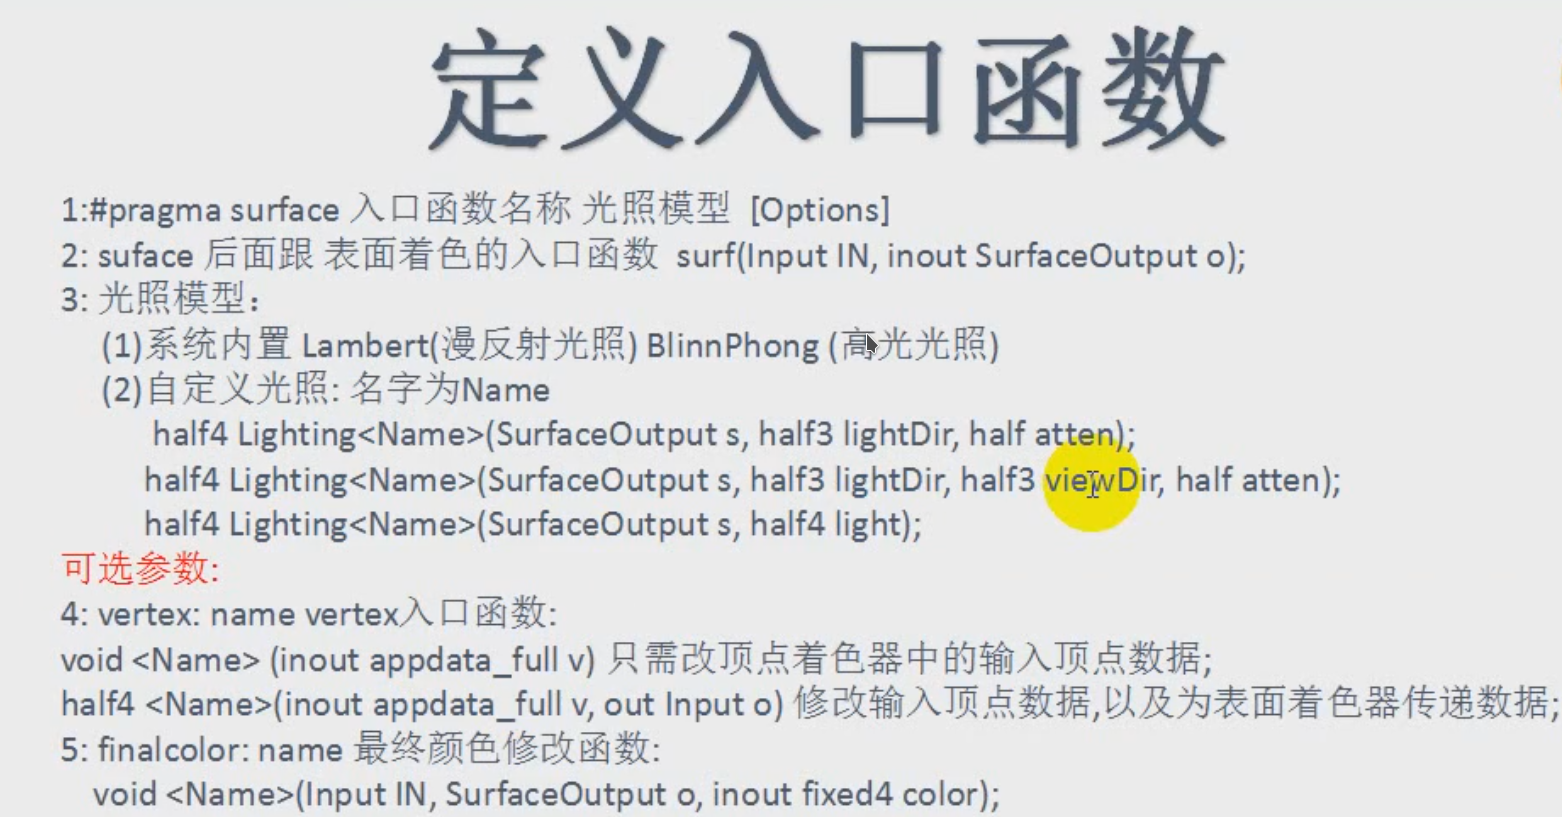 定义入口函数
1:#pragma surface 入口函数名称 光照模型 [Options]
2: suface 后面跟 表面着色的入口函数 surf(Input IN, inout SurfaceOutput o);
3: 光照模型：
(1)系统内置 Lambert(漫反射光照) BlinnPhong (高光光照)
(2)自定义光照: 名字为Name
half4 Lighting<Name>(SurfaceOutput s, half3 lightDir, half atten);
half4 Lighting<Name>(SurfaceOutput s, half3 lightDir, half3 viewDir, half atten);
half4 Lighting<Name>(SurfaceOutput s, half4 light);
可选参数:
4: vertex: name vertex入口函数:
void <Name> (inout appdata_full v) 只需改顶点着色器中的输入顶点数据;
half4 <Name>(inout appdata_full v, out Input o) 修改输入顶点数据,以及为表面着色器传递数据;
5: finalcolor: name 最终颜色修改函数:
void <Name>(Input IN, SurfaceOutput o, inout fixed4 color);